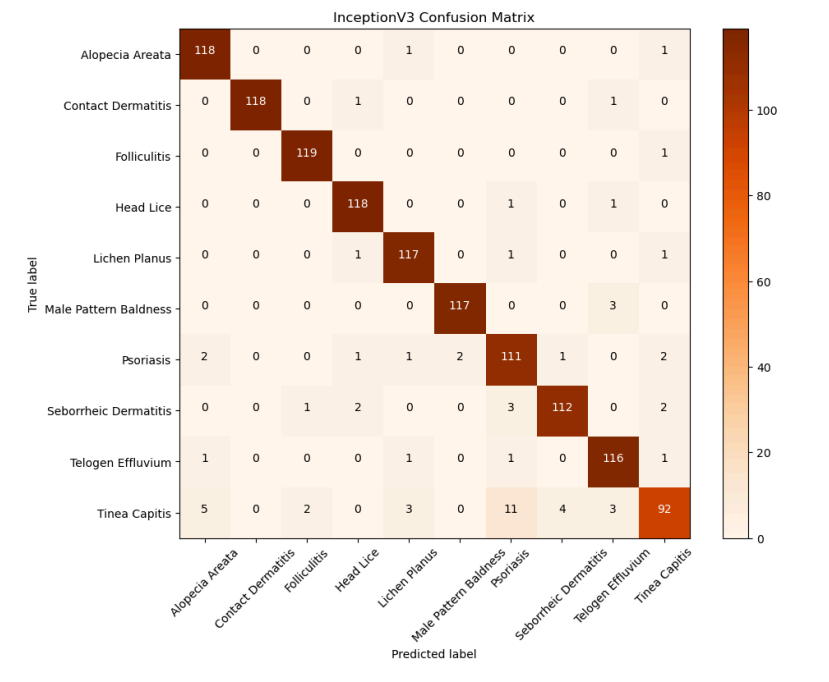 InceptionV3 Confusion Matrix
Alopecia Areata 118 0 0 0 1 0 0 0 0 1
Contact Dermatitis 0 118 0 1 0 0 0 0 1 0
Folliculitis 0 0 119 0 0 0 0 0 0 1
Head Lice 0 0 0 118 0 0 1 0 1 0
Lichen Planus 0 0 0 1 117 0 1 0 0 1
Male Pattern Baldness 0 0 0 0 0 117 0 0 3 0
Psoriasis 2 0 0 1 1 2 111 1 0 2
Seborrheic Dermatitis 0 0 1 2 0 0 3 112 0 2
Telogen Effluvium 1 0 0 0 1 0 1 0 116 1
Tinea Capitis 5 0 2 0 3 0 11 4 3 92
True label
Alopecia Areata
Contact Dermatitis
Folliculitis
Head Lice
Lichen Planus
Male Pattern Baldness
Psoriasis
Seborrheic Dermatitis
Telogen Effluvium
Tinea Capitis
Predicted label
100
80
60
40
20
0